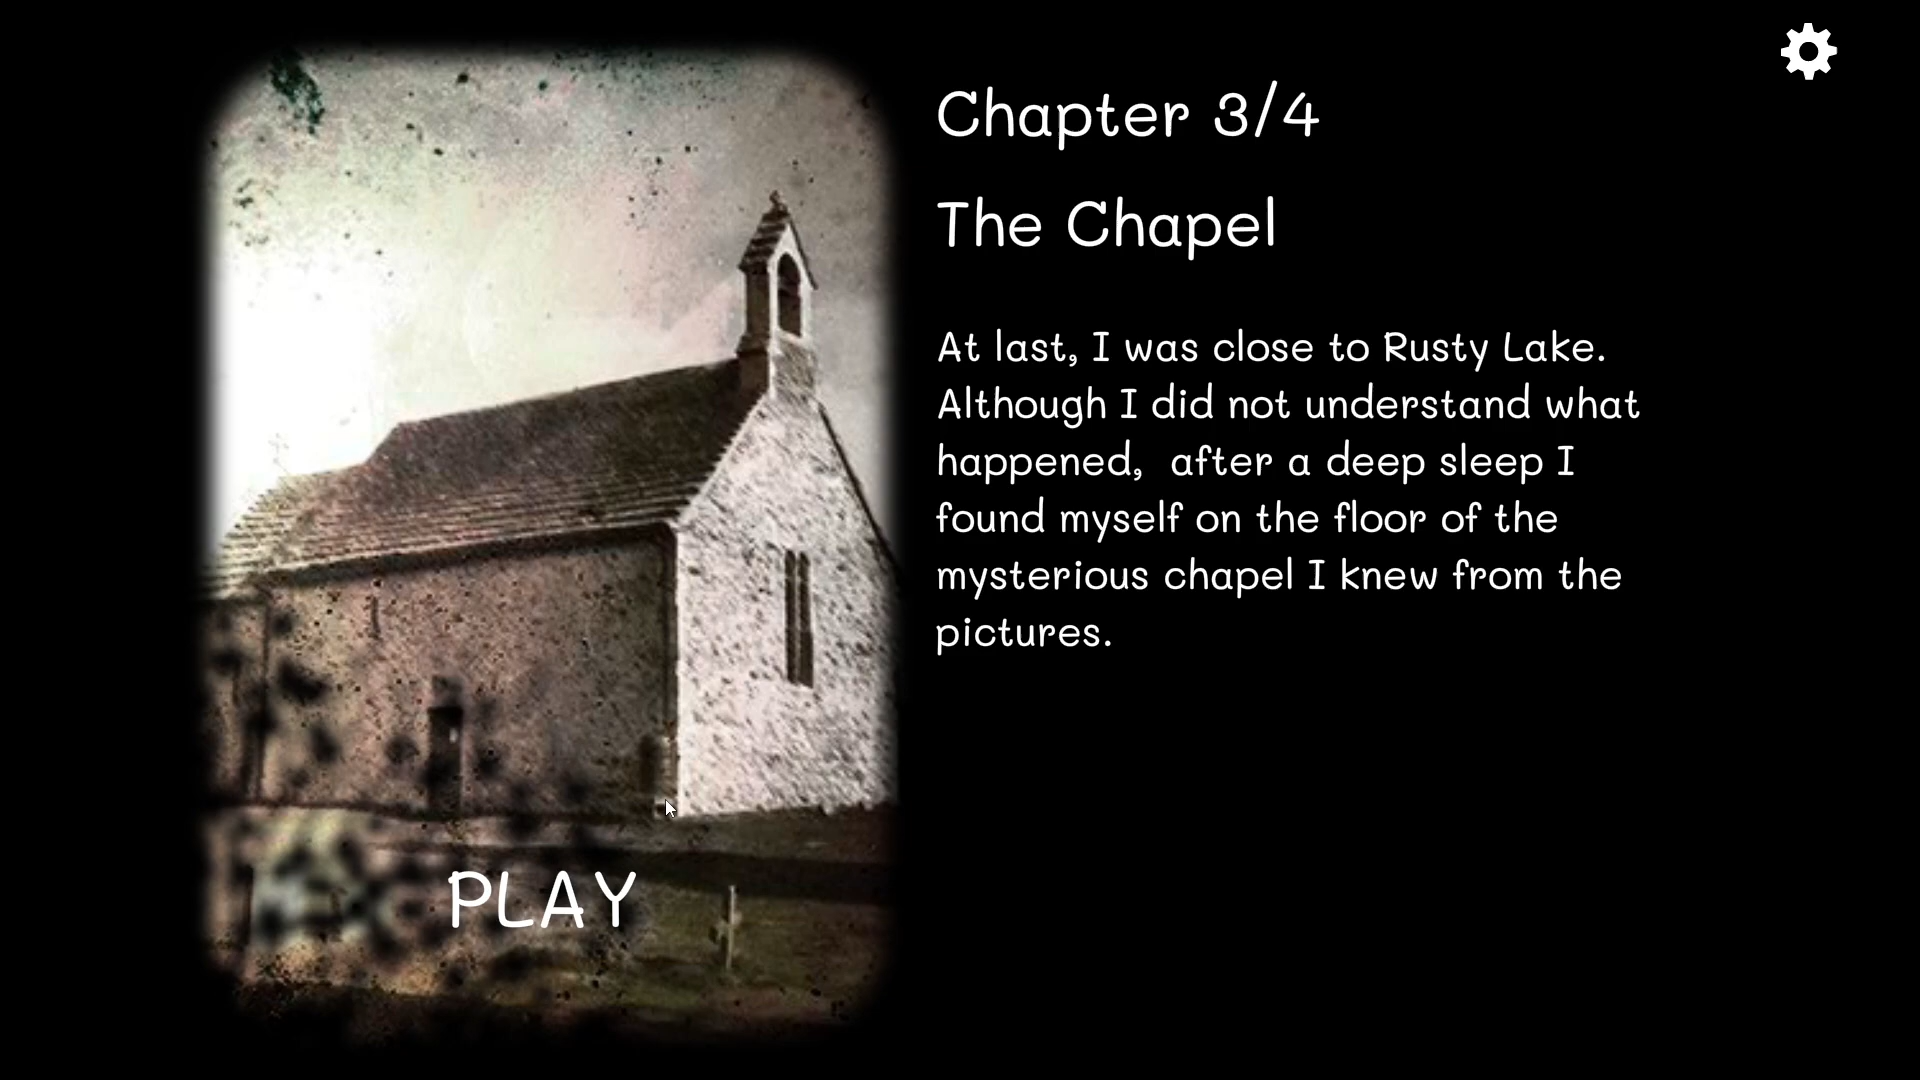 Chapter 3/4
The Chapel
At last, I was close to Rusty Lake.
Although I did not understand what
happened,  after a deep sleep I
found myself on the floor of the
mysterious chapel I knew from the
pictures.
PLAY